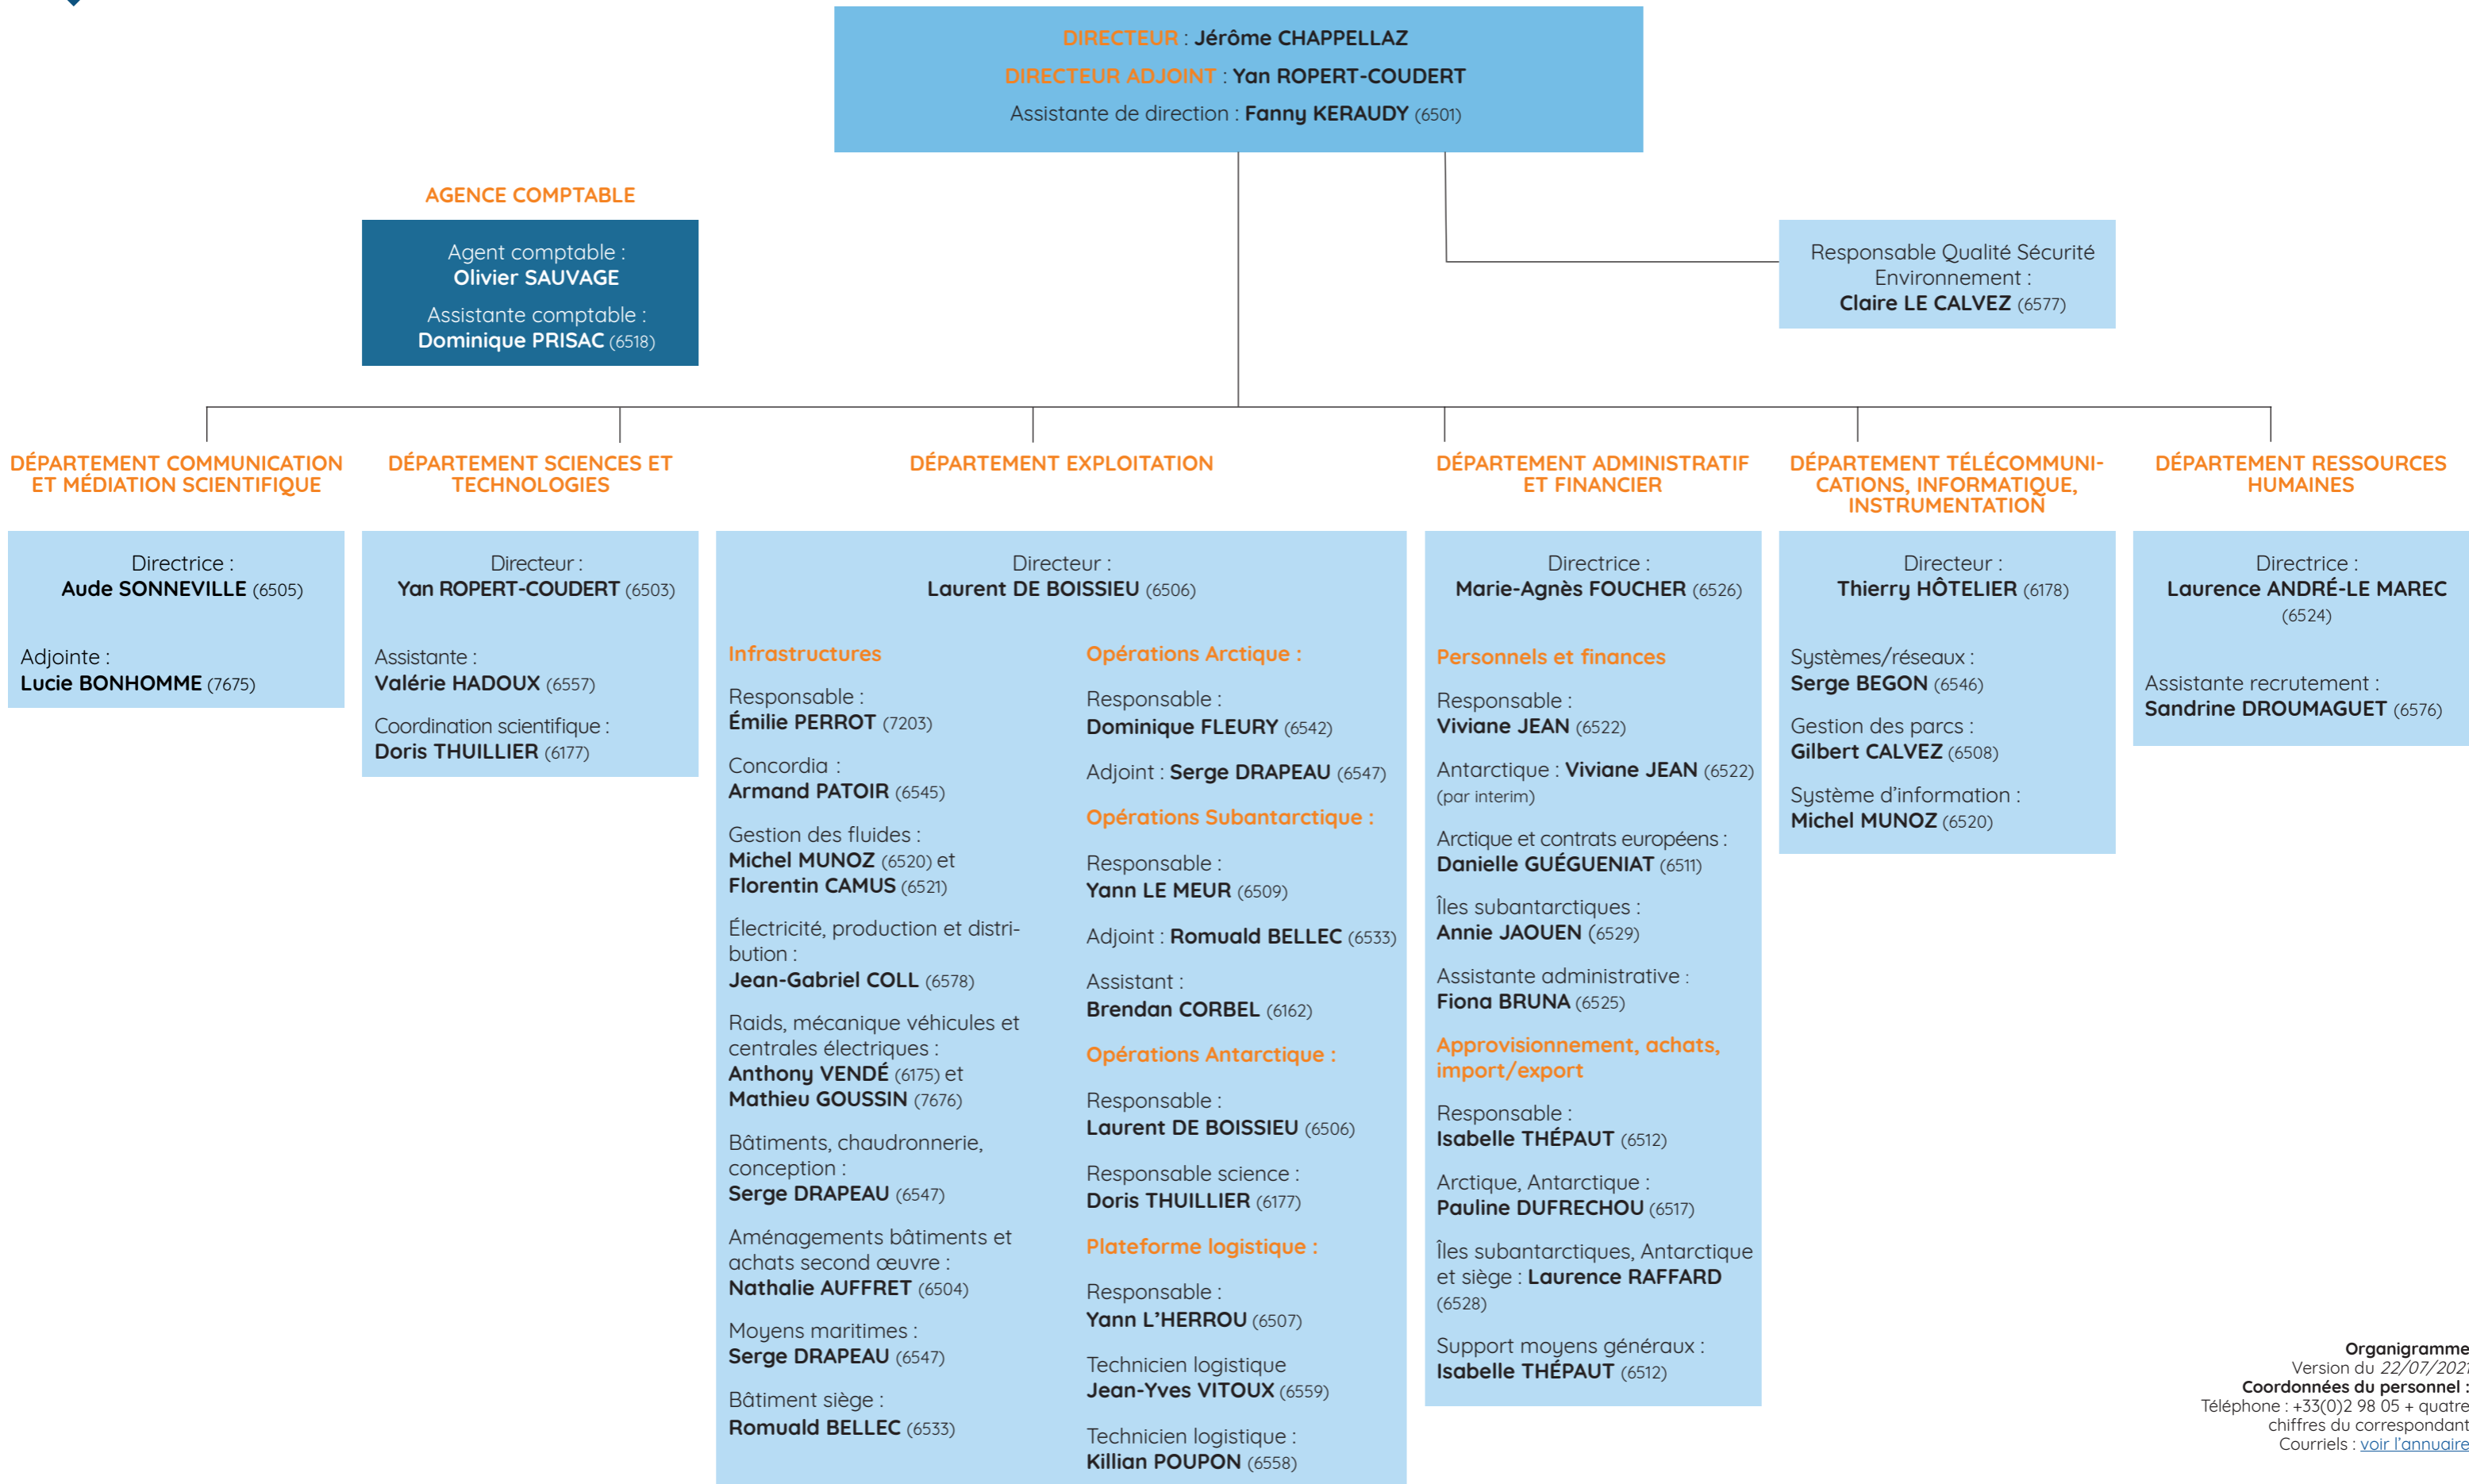 DIRECTEUR : Jérôme CHAPPELLAZ
DIRECTEUR ADJOINT : Yan ROPERT-COUDERT
Assistante de direction : Fanny KERAUDY (6501)
AGENCE COMPTABLE
Agent comptable :
Olivier SAUVAGE
Assistante comptable :
Dominique PRISAC (6518)
Responsable Qualité Sécurité
Environnement :
Claire LE CALVEZ (6577)
DÉPARTEMENT COMMUNICATION
ET MÉDIATION SCIENTIFIQUE
Directrice :
Aude SONNEVILLE (6505)
Adjointe :
Lucie BONHOMME (7675)
DÉPARTEMENT SCIENCES ET
TECHNOLOGIES
Directeur :
Yan ROPERT-COUDERT (6503)
Assistante :
Valérie HADOUX (6557)
Coordination scientifique :
Doris THUILLIER (6177)
DÉPARTEMENT EXPLOITATION
Directeur :
Laurent DE BOISSIEU (6506)
Infrastructures
Responsable :
Émilie PERROT (7203)
Concordia :
Armand PATOIR (6545)
Gestion des fluides :
Michel MUNOZ (6520) et
Florentin CAMUS (6521)
Électricité, production et distri-
bution :
Jean-Gabriel COLL (6578)
Raids, mécanique véhicules et
centrales électriques :
Anthony VENDÉ (6175) et
Mathieu GOUSSIN (7676)
Bâtiments, chaudronnerie,
conception :
Serge DRAPEAU (6547)
Aménagements bâtiments et
achats second œuvre :
Nathalie AUFFRET (6504)
Moyens maritimes :
Serge DRAPEAU (6547)
Bâtiment siège :
Romuald BELLEC (6533)
Opérations Arctique :
Responsable :
Dominique FLEURY (6542)
Adjoint : Serge DRAPEAU (6547)
Opérations Subantarctique :
Responsable :
Yann LE MEUR (6509)
Adjoint : Romuald BELLEC (6533)
Assistant :
Brendan CORBEL (6162)
Opérations Antarctique :
Responsable :
Laurent DE BOISSIEU (6506)
Responsable science :
Doris THUILLIER (6177)
Plateforme logistique :
Responsable :
Yann L'HERROU (6507)
Technicien logistique
Jean-Yves VITOUX (6559)
Technicien logistique :
Killian POUPON (6558)
DÉPARTEMENT ADMINISTRATIF
ET FINANCIER
Directrice :
Marie-Agnès FOUCHER (6526)
Personnels et finances
Responsable :
Viviane JEAN (6522)
Antarctique : Viviane JEAN (6522)
(par interim)
Arctique et contrats européens :
Danielle GUÉGUENIAT (6511)
Îles subantarctiques :
Annie JAOUEN (6529)
Assistante administrative :
Fiona BRUNA (6525)
Approvisionnement, achats,
import/export
Responsable :
Isabelle THÉPAUT (6512)
Arctique, Antarctique :
Pauline DUFRECHOU (6517)
Îles subantarctiques, Antarctique
et siège : Laurence RAFFARD
(6528)
Support moyens généraux :
Isabelle THÉPAUT (6512)
DÉPARTEMENT TÉLÉCOMMUNI-
CATIONS, INFORMATIQUE,
INSTRUMENTATION
Directeur :
Thierry HÔTELIER (6178)
Systèmes/réseaux :
Serge BEGON (6546)
Gestion des parcs :
Gilbert CALVEZ (6508)
Système d'information :
Michel MUNOZ (6520)
DÉPARTEMENT RESSOURCES
HUMAINES
Directrice :
Laurence ANDRÉ-LE MAREC
(6524)
Assistante recrutement :
Sandrine DROUMAGUET (6576)
Organigramme
Version du 22/07/2021
Coordonnées du personnel :
Téléphone : +33(0)2 98 05 + quatre
chiffres du correspondant
Courriels : voir l'annuaire